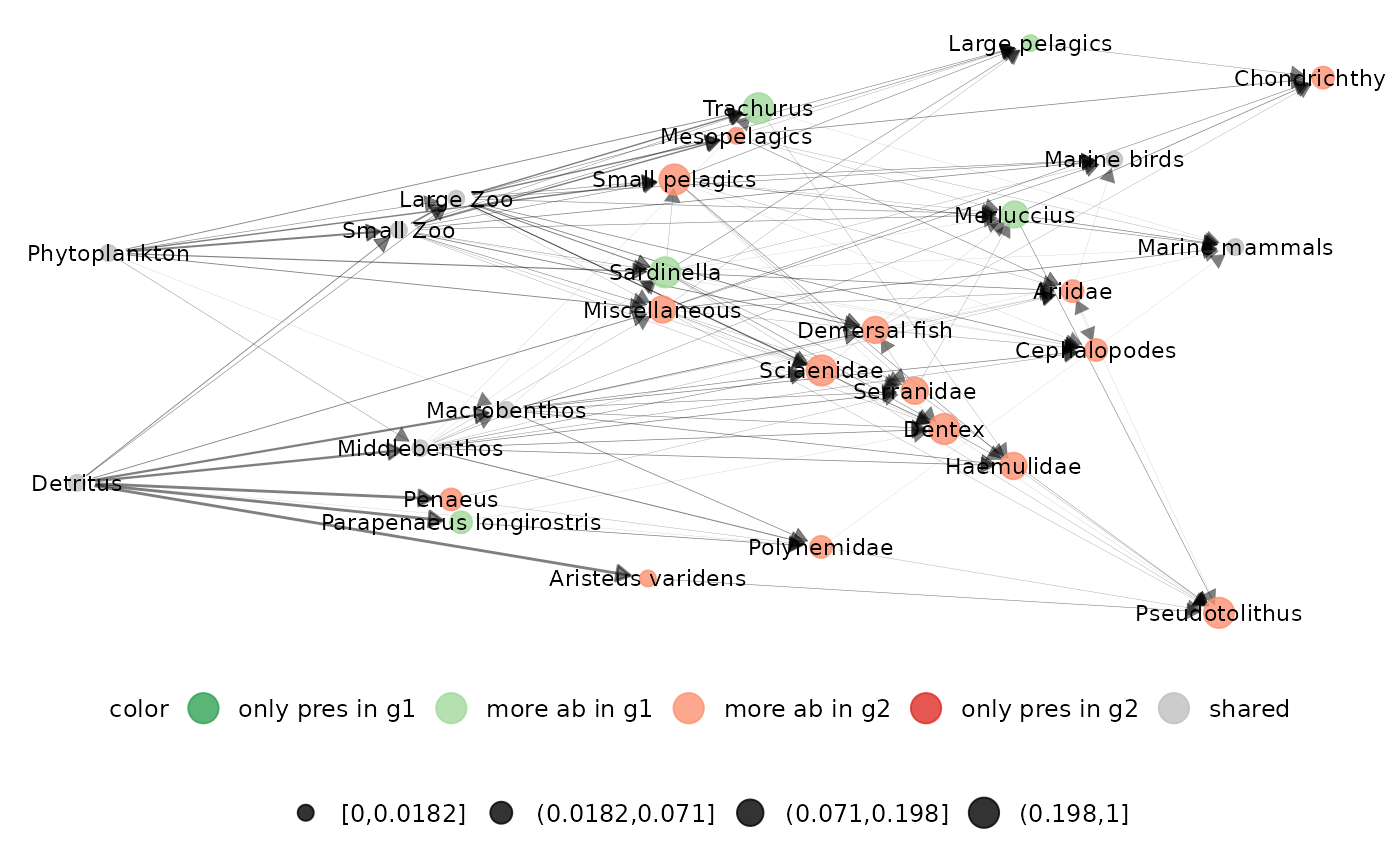 Large pelagics
Chondrichthy
Trachurus
Mesopelagics
Marine birds
Small pelagics
Large Zoo
Merluccius
Small Zoo
Marine mammals
Phytoplankton
Sardinella
Ariidae
Miscellaneous
Demersal fish
Cephalopodes
Sciaenidae
Serranidae
Macrobenthos
Dentex
Middlebenthos
Haemulidae
Detritus
Penaeus
Parapenaeus longirostris
Polynemidae
Aristeus varidens
Pseudotolithus
color only pres in g1 more ab in g1 more ab in g2 only pres in g2 shared
[0,0.0182] (0.0182,0.071] (0.071,0.198] (0.198,1]